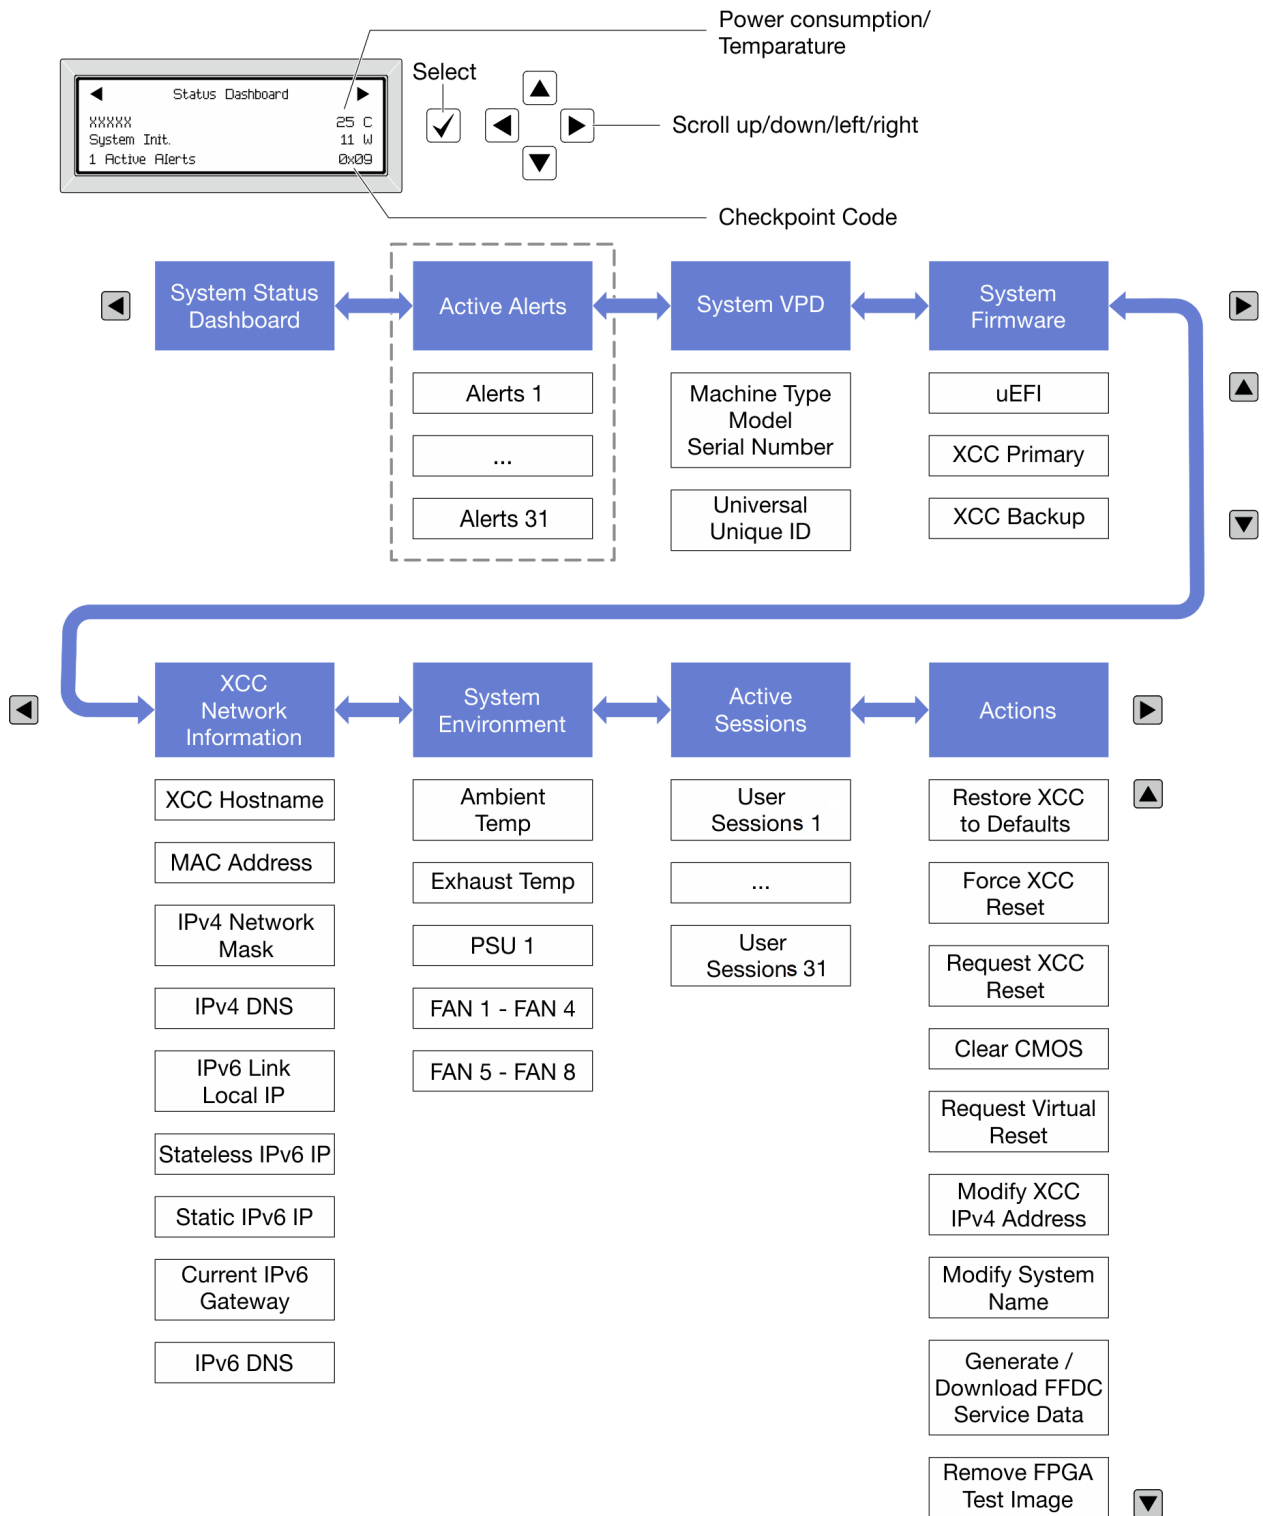 Power consumption/
Temparature
Select
Status Dashboard
XXXXX 25 C
System Init. 11 W
1 Active Alerts 0x09
Scroll up/down/left/right
Checkpoint Code
System Status
Dashboard
Active Alerts
Alerts 1
...
Alerts 31
System VPD
Machine Type
Model
Serial Number
Universal
Unique ID
System
Firmware
uEFI
XCC Primary
XCC Backup
XCC
Network
Information
XCC Hostname
MAC Address
IPv4 Network
Mask
IPv4 DNS
IPv6 Link
Local IP
Stateless IPv6 IP
Static IPv6 IP
Current IPv6
Gateway
IPv6 DNS
System
Environment
Ambient
Temp
Exhaust Temp
PSU 1
FAN 1 - FAN 4
FAN 5 - FAN 8
Active
Sessions
User
Sessions 1
...
User
Sessions 31
Actions
Restore XCC
to Defaults
Force XCC
Reset
Request XCC
Reset
Clear CMOS
Request Virtual
Reset
Modify XCC
IPv4 Address
Modify System
Name
Generate /
Download FFDC
Service Data
Remove FPGA
Test Image